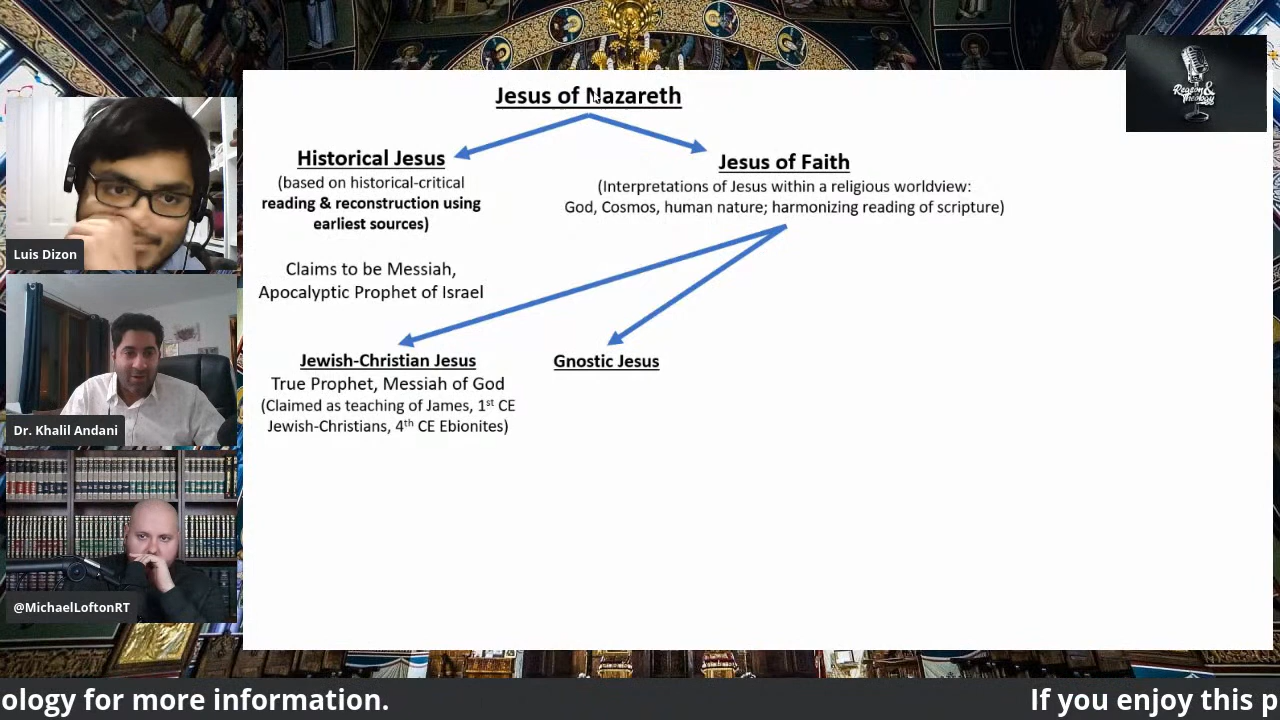 Jesus of Nazareth
Historical Jesus
(based on historical-critical
reading & reconstruction using
earliest sources)
Claims to be Messiah,
Apocalyptic Prophet of Israel
Jesus of Faith
(Interpretations of Jesus within a religious worldview:
God, Cosmos, human nature; harmonizing reading of scripture)
Jewish-Christian Jesus
True Prophet, Messiah of God
(Claimed as teaching of James, 1st CE
Jewish-Christians, 4th CE Ebionites)
Gnostic Jesus
Reason &
Theology
Luis Dizon
Dr. Khalil Andani
@MichaelLoftonRT
ology for more information.
If you enjoy this p